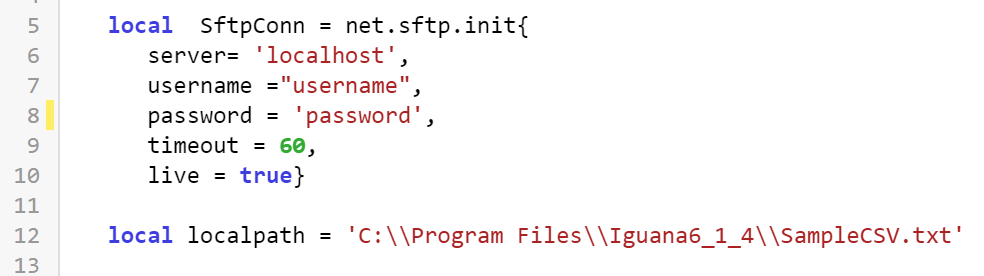 5 local  SftpConn = net.sftp.init{
6 server= 'localhost',
7 username ="username",
8 password = 'password',
9 timeout = 60,
10 live = true}
11
12 local localpath = 'C:\\Program Files\\Iguana6_1_4\\SampleCSV.txt'
13